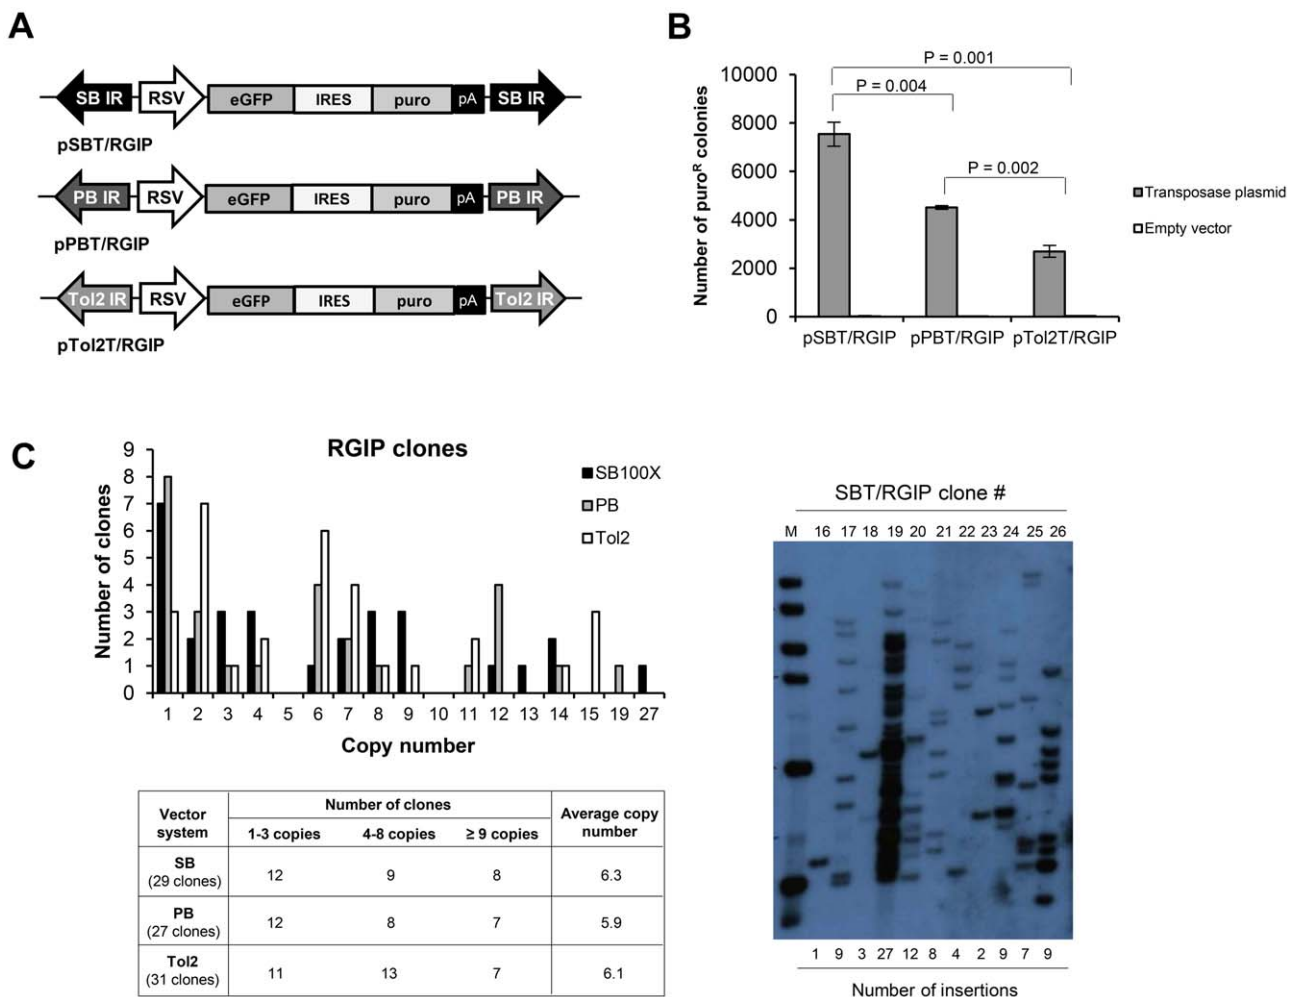 A
SB IR RSV eGFP IRES puro pA SB IR
pSBT/RGIP
PB IR RSV eGFP IRES puro pA PB IR
pPBT/RGIP
Tol2 IR RSV eGFP IRES puro pA Tol2 IR
pTol2T/RGIP
B
Number of puroᴿ colonies
10000
8000
6000
4000
2000
0
P = 0.001
P = 0.004
P = 0.002
Transposase plasmid
Empty vector
pSBT/RGIP pPBT/RGIP pTol2T/RGIP
C
RGIP clones
Number of clones
9
8
7
6
5
4
3
2
1
0
SB100X
PB
Tol2
1 2 3 4 5 6 7 8 9 10 11 12 13 14 15 19 27
Copy number
Vector system Number of clones Average copy number
1-3 copies 4-8 copies ≥ 9 copies
SB
(29 clones) 12 9 8 6.3
PB
(27 clones) 12 8 7 5.9
Tol2
(31 clones) 11 13 7 6.1
SBT/RGIP clone #
M 16 17 18 19 20 21 22 23 24 25 26
1 9 3 27 12 8 4 2 9 7 9
Number of insertions